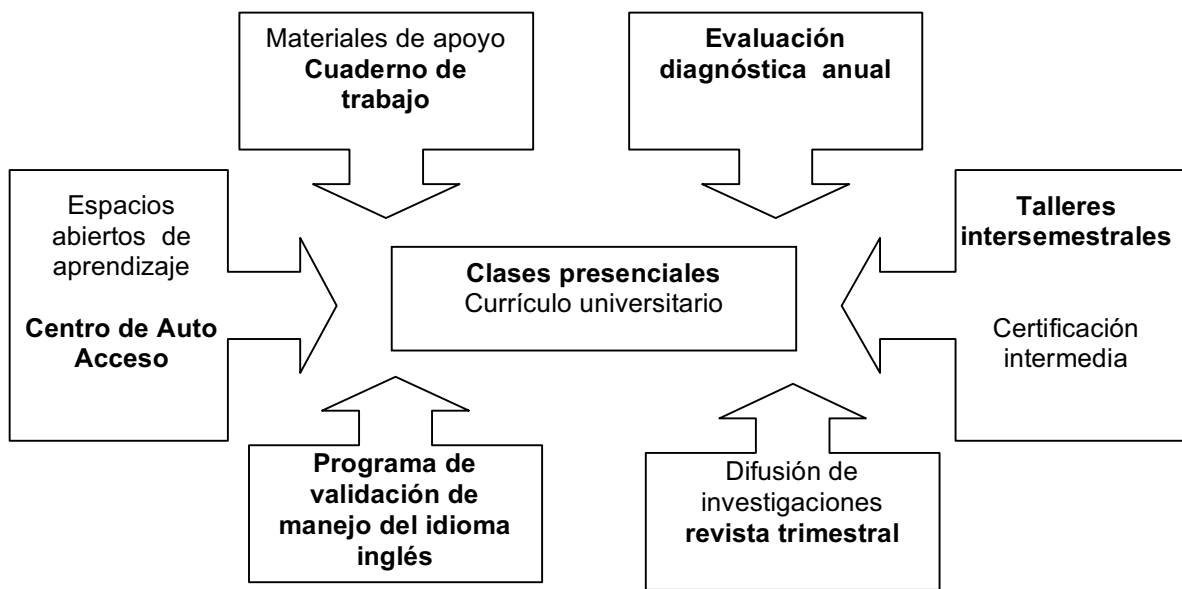 Materiales de apoyo
Cuaderno de
trabajo
Evaluación
diagnóstica anual
Espacios
abiertos de
aprendizaje
Centro de Auto
Acceso
Clases presenciales
Currículo universitario
Talleres
intersemestrales
Certificación
intermedia
Programa de
validación de
manejo del idioma
inglés
Difusión de
investigaciones
revista trimestral